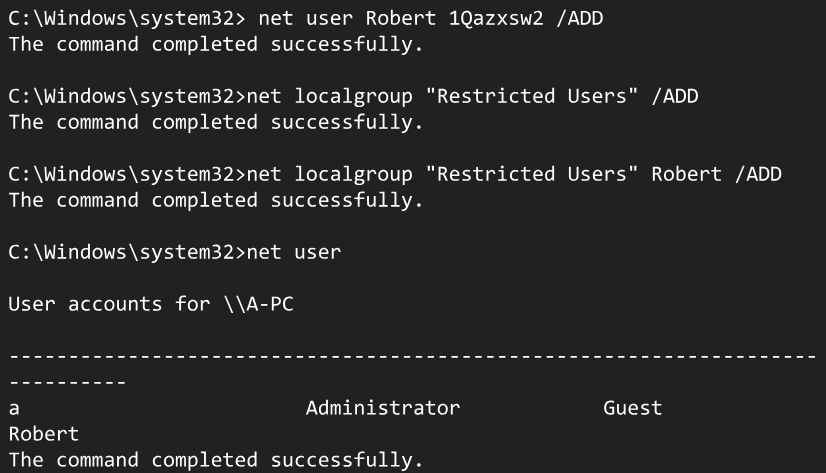 C:\Windows\system32> net user Robert 1Qazxsw2 /ADD
The command completed successfully.
C:\Windows\system32>net localgroup "Restricted Users" /ADD
The command completed successfully.
C:\Windows\system32>net localgroup "Restricted Users" Robert /ADD
The command completed successfully.
C:\Windows\system32>net user
User accounts for \\A-PC
--------------------------------------------------------------------
----------
a                        Administrator            Guest
Robert
The command completed successfully.